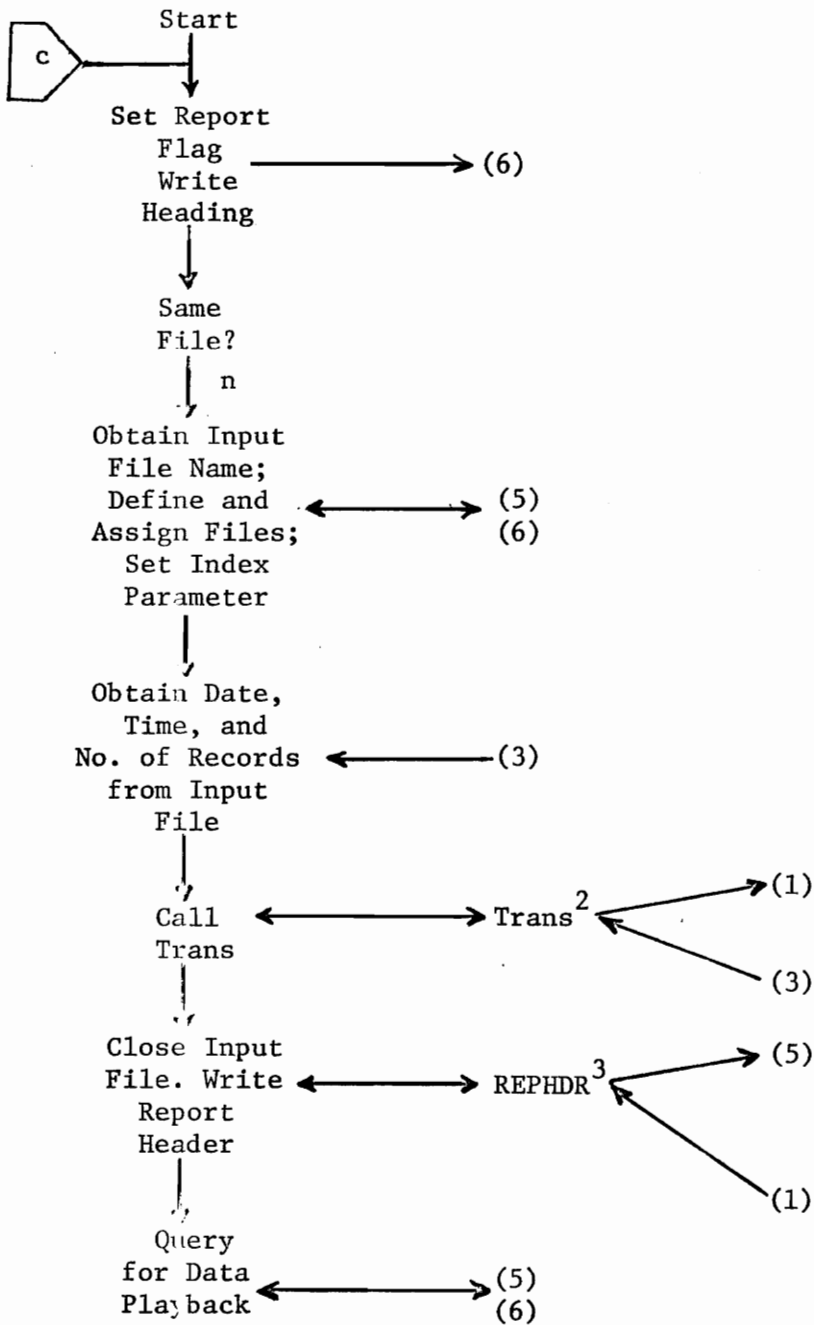 Start
c
Set Report
Flag
Write
Heading
(6)
Same
File?
n
Obtain Input
File Name;
Define and
Assign Files;
Set Index
Parameter
(5)
(6)
Obtain Date,
Time, and
No. of Records
from Input
File
(3)
Call
Trans
Trans2
(1)
(3)
Close Input
File. Write
Report
Header
REPHDR3
(5)
(1)
Query
for Data
Playback
(5)
(6)